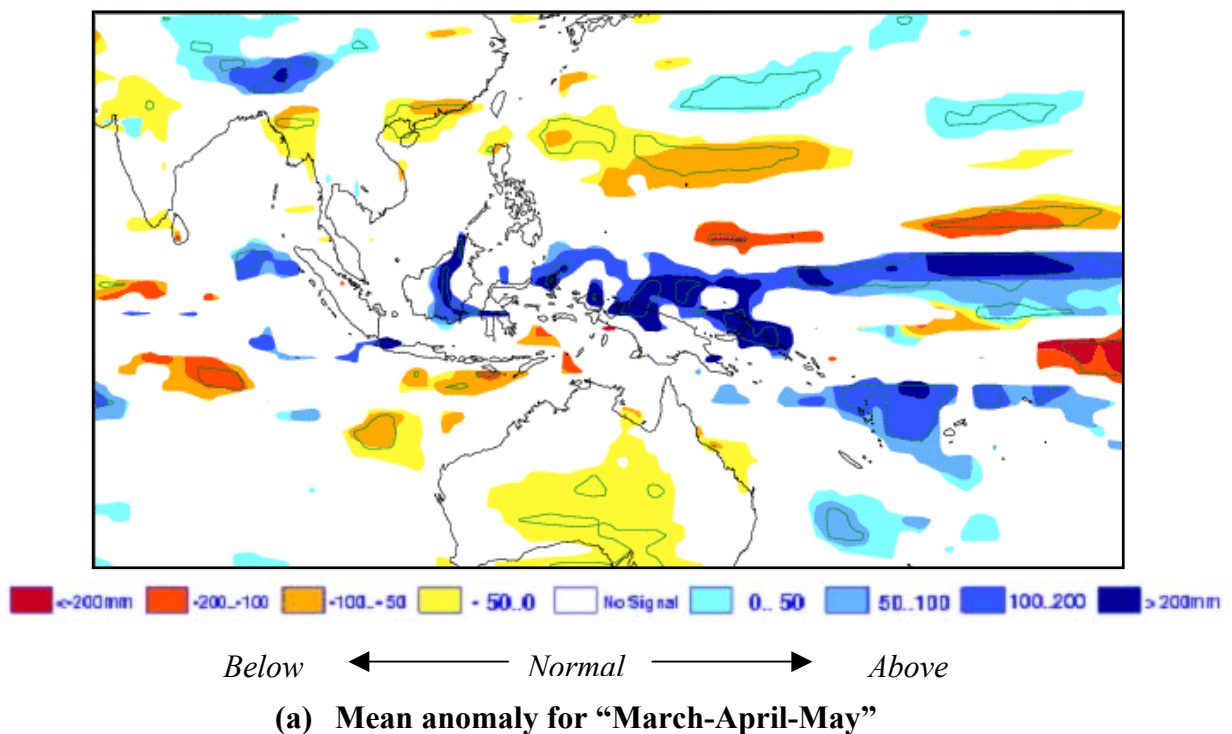 <-200mm -200..-100 -100..-50 - 50..0 No Signal 0.. 50 50..100 100..200 > 200mm
Below Normal Above
(a) Mean anomaly for “March-April-May”